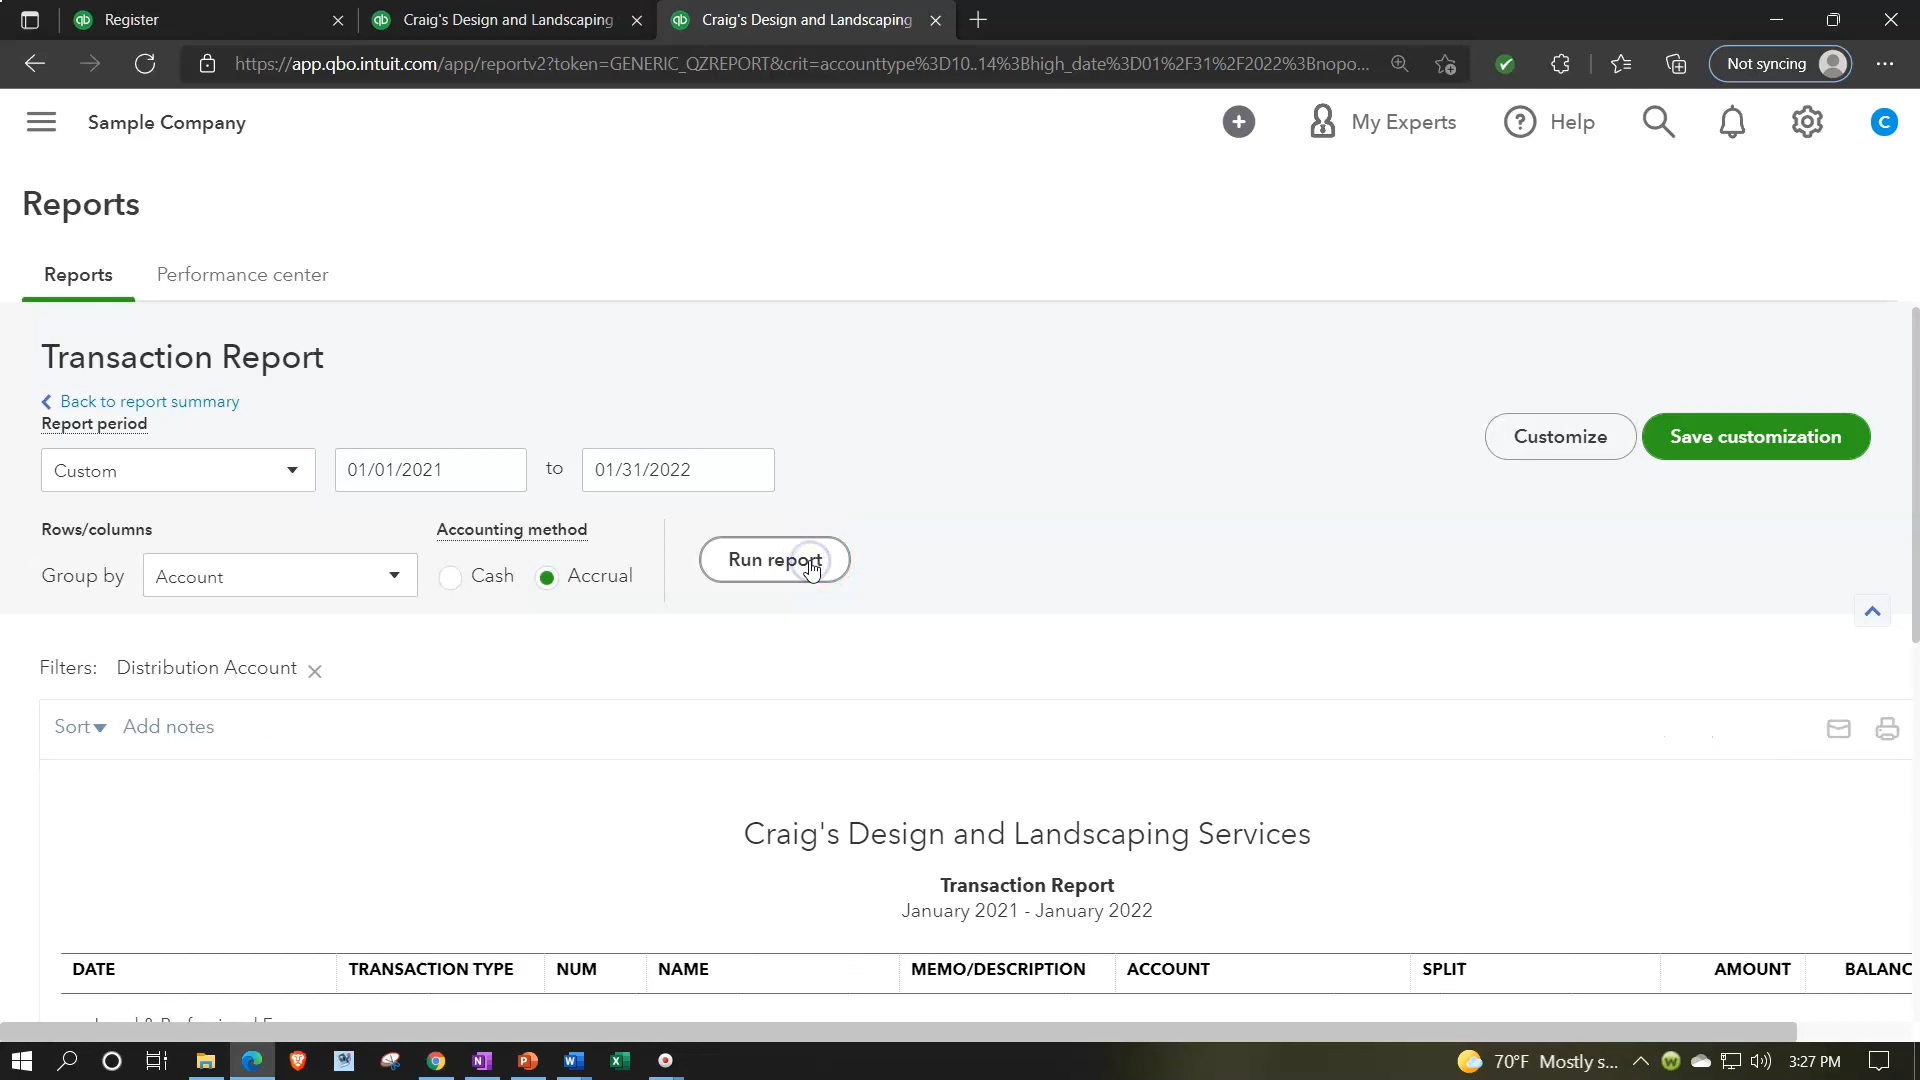 Register
Craig's Design and Landscaping
Craig's Design and Landscaping
https://app.qbo.intuit.com/app/reportv2?token=GENERIC_QZREPORT&crit=accounttype%3D10..14%3Bhigh_date%3D01%2F31%2F2022%3Bnopo...
Not syncing
Sample Company
My Experts
Help
C
Reports
Reports
Performance center
Transaction Report
Back to report summary
Report period
Customize
Save customization
Custom
01/01/2021
to
01/31/2022
Rows/columns
Accounting method
Run report
Group by
Account
Cash
Accrual
Filters: Distribution Account
Sort
Add notes
Craig's Design and Landscaping Services
Transaction Report
January 2021 - January 2022
DATE TRANSACTION TYPE NUM NAME MEMO/DESCRIPTION ACCOUNT SPLIT AMOUNT BALANC
70°F Mostly s...
3:27 PM